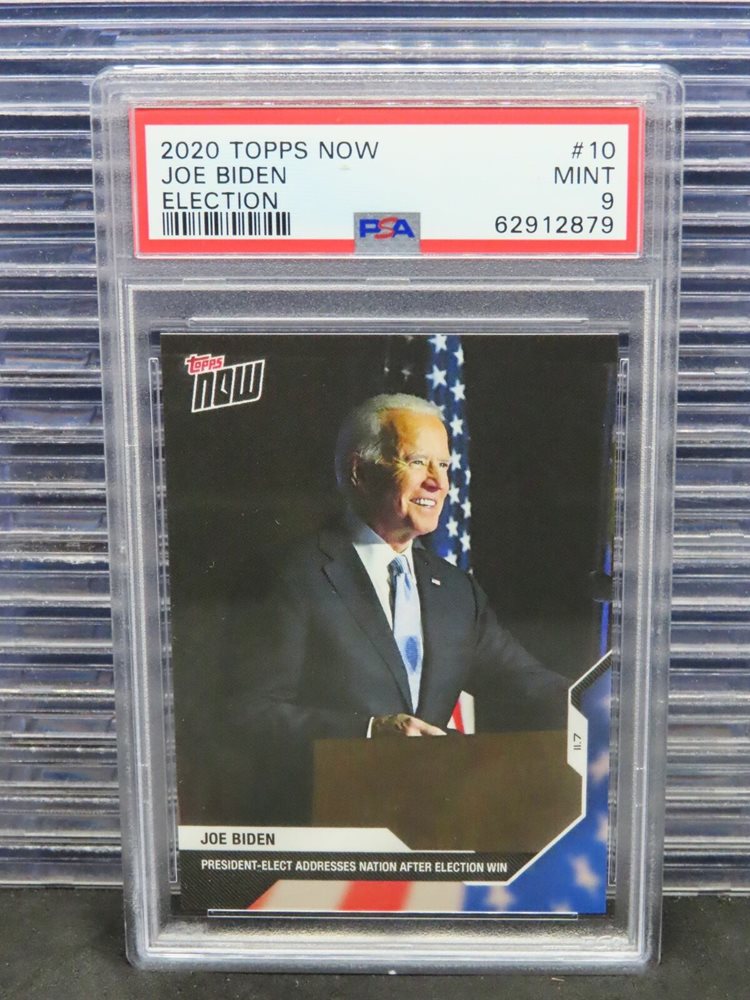 2020 TOPPS NOW #10
JOE BIDEN MINT
ELECTION 9
PSA 62912879
topps
now
11.7
JOE BIDEN
PRESIDENT-ELECT ADDRESSES NATION AFTER ELECTION WIN